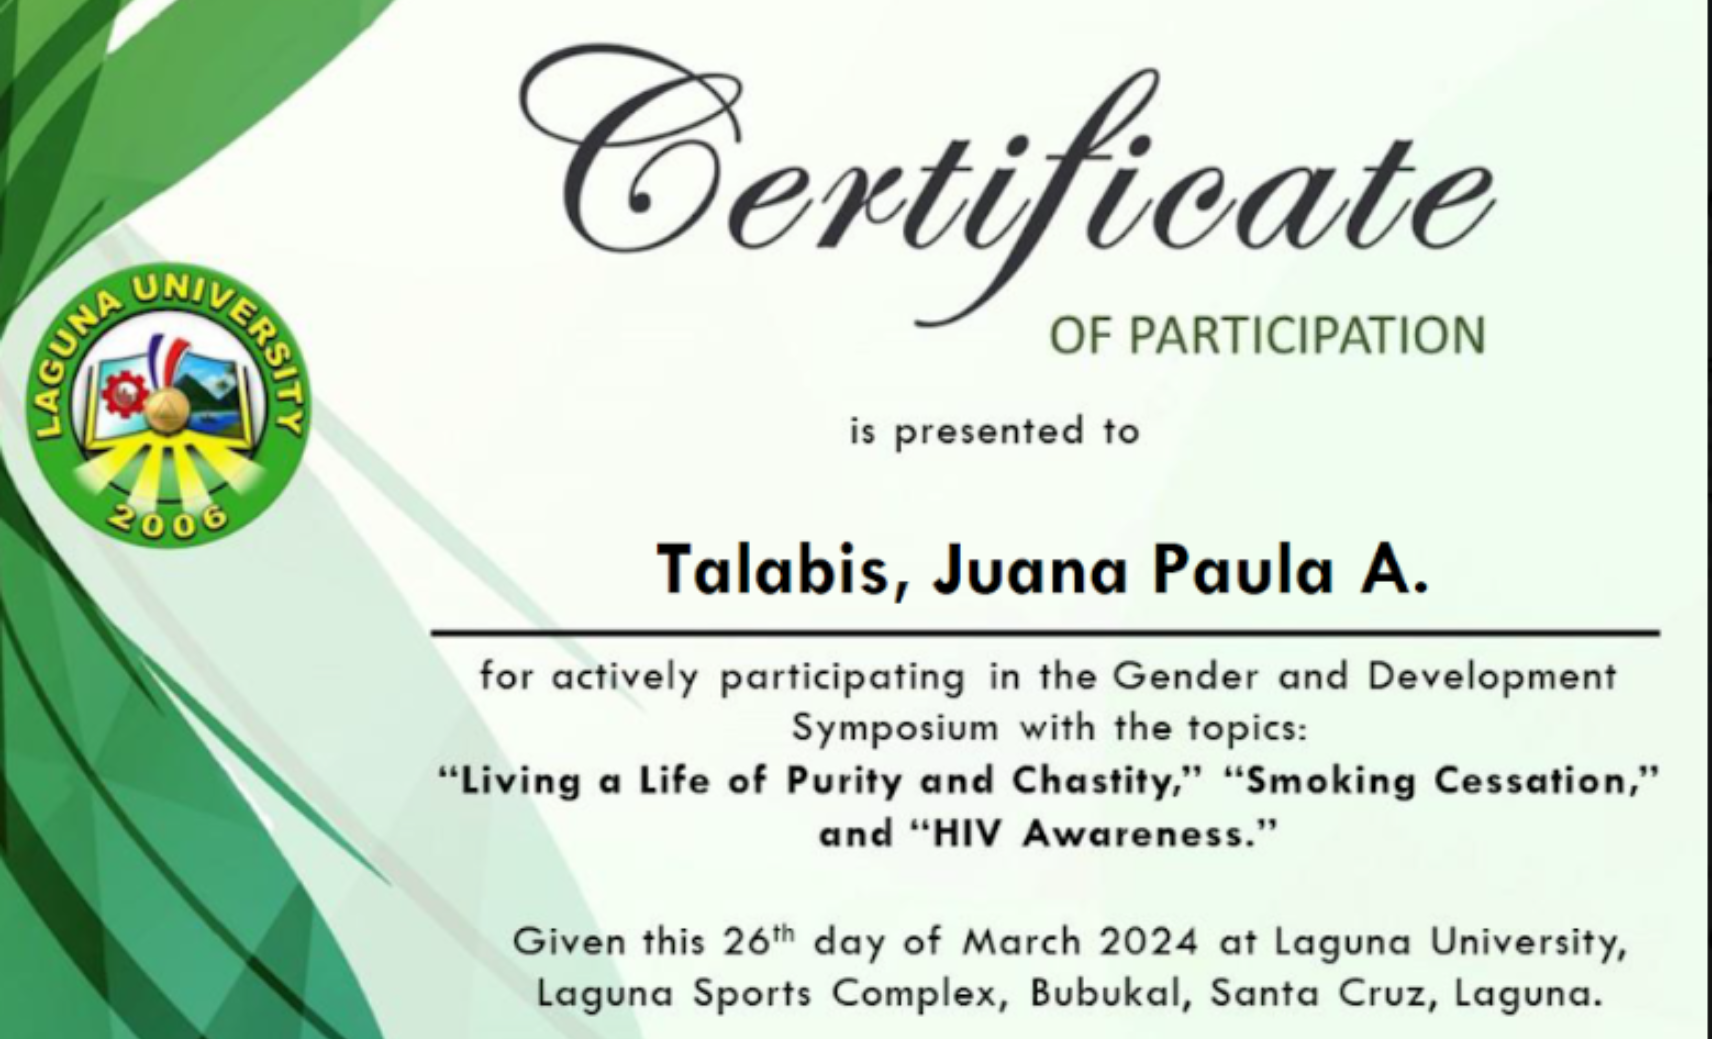 LAGUNA UNIVERSITY
2006
Certificate
OF PARTICIPATION
is presented to
Talabis, Juana Paula A.
for actively participating in the Gender and Development
Symposium with the topics:
“Living a Life of Purity and Chastity,” “Smoking Cessation,”
and “HIV Awareness.”
Given this 26th day of March 2024 at Laguna University,
Laguna Sports Complex, Bubukal, Santa Cruz, Laguna.